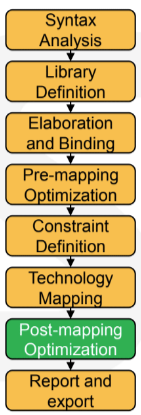 Syntax
Analysis
Library
Definition
Elaboration
and Binding
Pre-mapping
Optimization
Constraint
Definition
Technology
Mapping
Post-mapping
Optimization
Report and
export